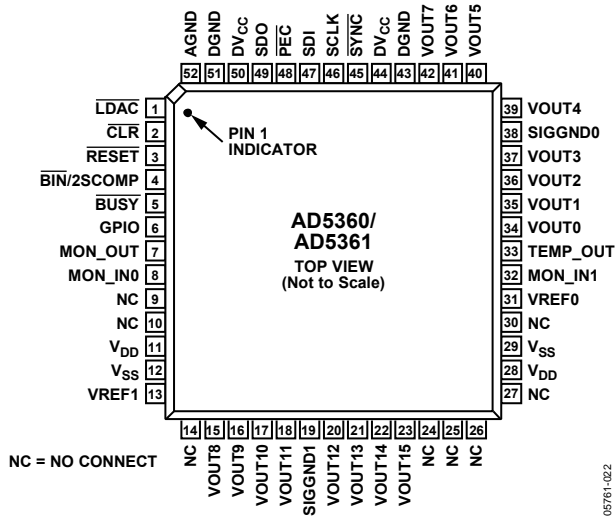 AGND
DGND
DVCC
SDO
PEC
SDI
SCLK
SYNC
DVCC
DGND
VOUT7
VOUT6
VOUT5
52 51 50 49 48 47 46 45 44 43 42 41 40
LDAC 1
CLR 2
RESET 3
BIN/2SCOMP 4
BUSY 5
GPIO 6
MON_OUT 7
MON_IN0 8
NC 9
NC 10
VDD 11
VSS 12
VREF1 13
PIN 1
INDICATOR
AD5360/
AD5361
TOP VIEW
(Not to Scale)
39 VOUT4
38 SIGGND0
37 VOUT3
36 VOUT2
35 VOUT1
34 VOUT0
33 TEMP_OUT
32 MON_IN1
31 VREF0
30 NC
29 VSS
28 VDD
27 NC
14 15 16 17 18 19 20 21 22 23 24 25 26
NC
VOUT8
VOUT9
VOUT10
VOUT11
SIGGND1
VOUT12
VOUT13
VOUT14
VOUT15
NC
NC
NC
NC = NO CONNECT
05761-022